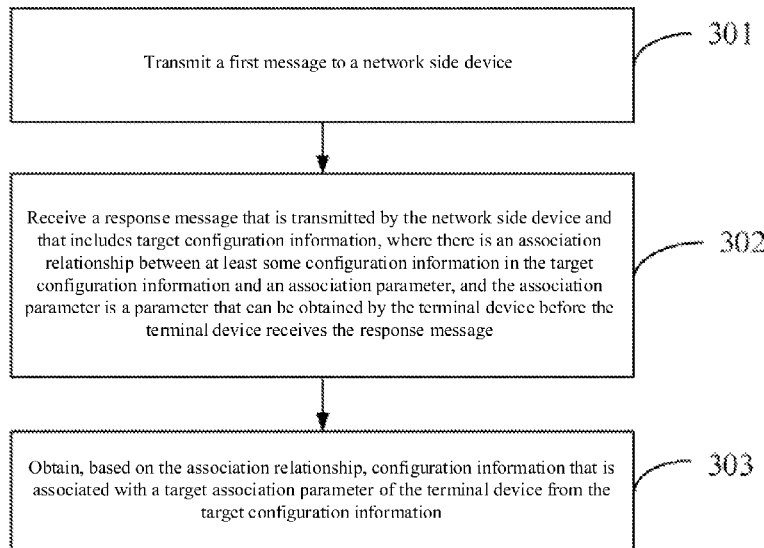 Transmit a first message to a network side device
301
Receive a response message that is transmitted by the network side device and
that includes target configuration information, where there is an association
relationship between at least some configuration information in the target
configuration information and an association parameter, and the association
parameter is a parameter that can be obtained by the terminal device before the
terminal device receives the response message
302
Obtain, based on the association relationship, configuration information that is
associated with a target association parameter of the terminal device from the
target configuration information
303